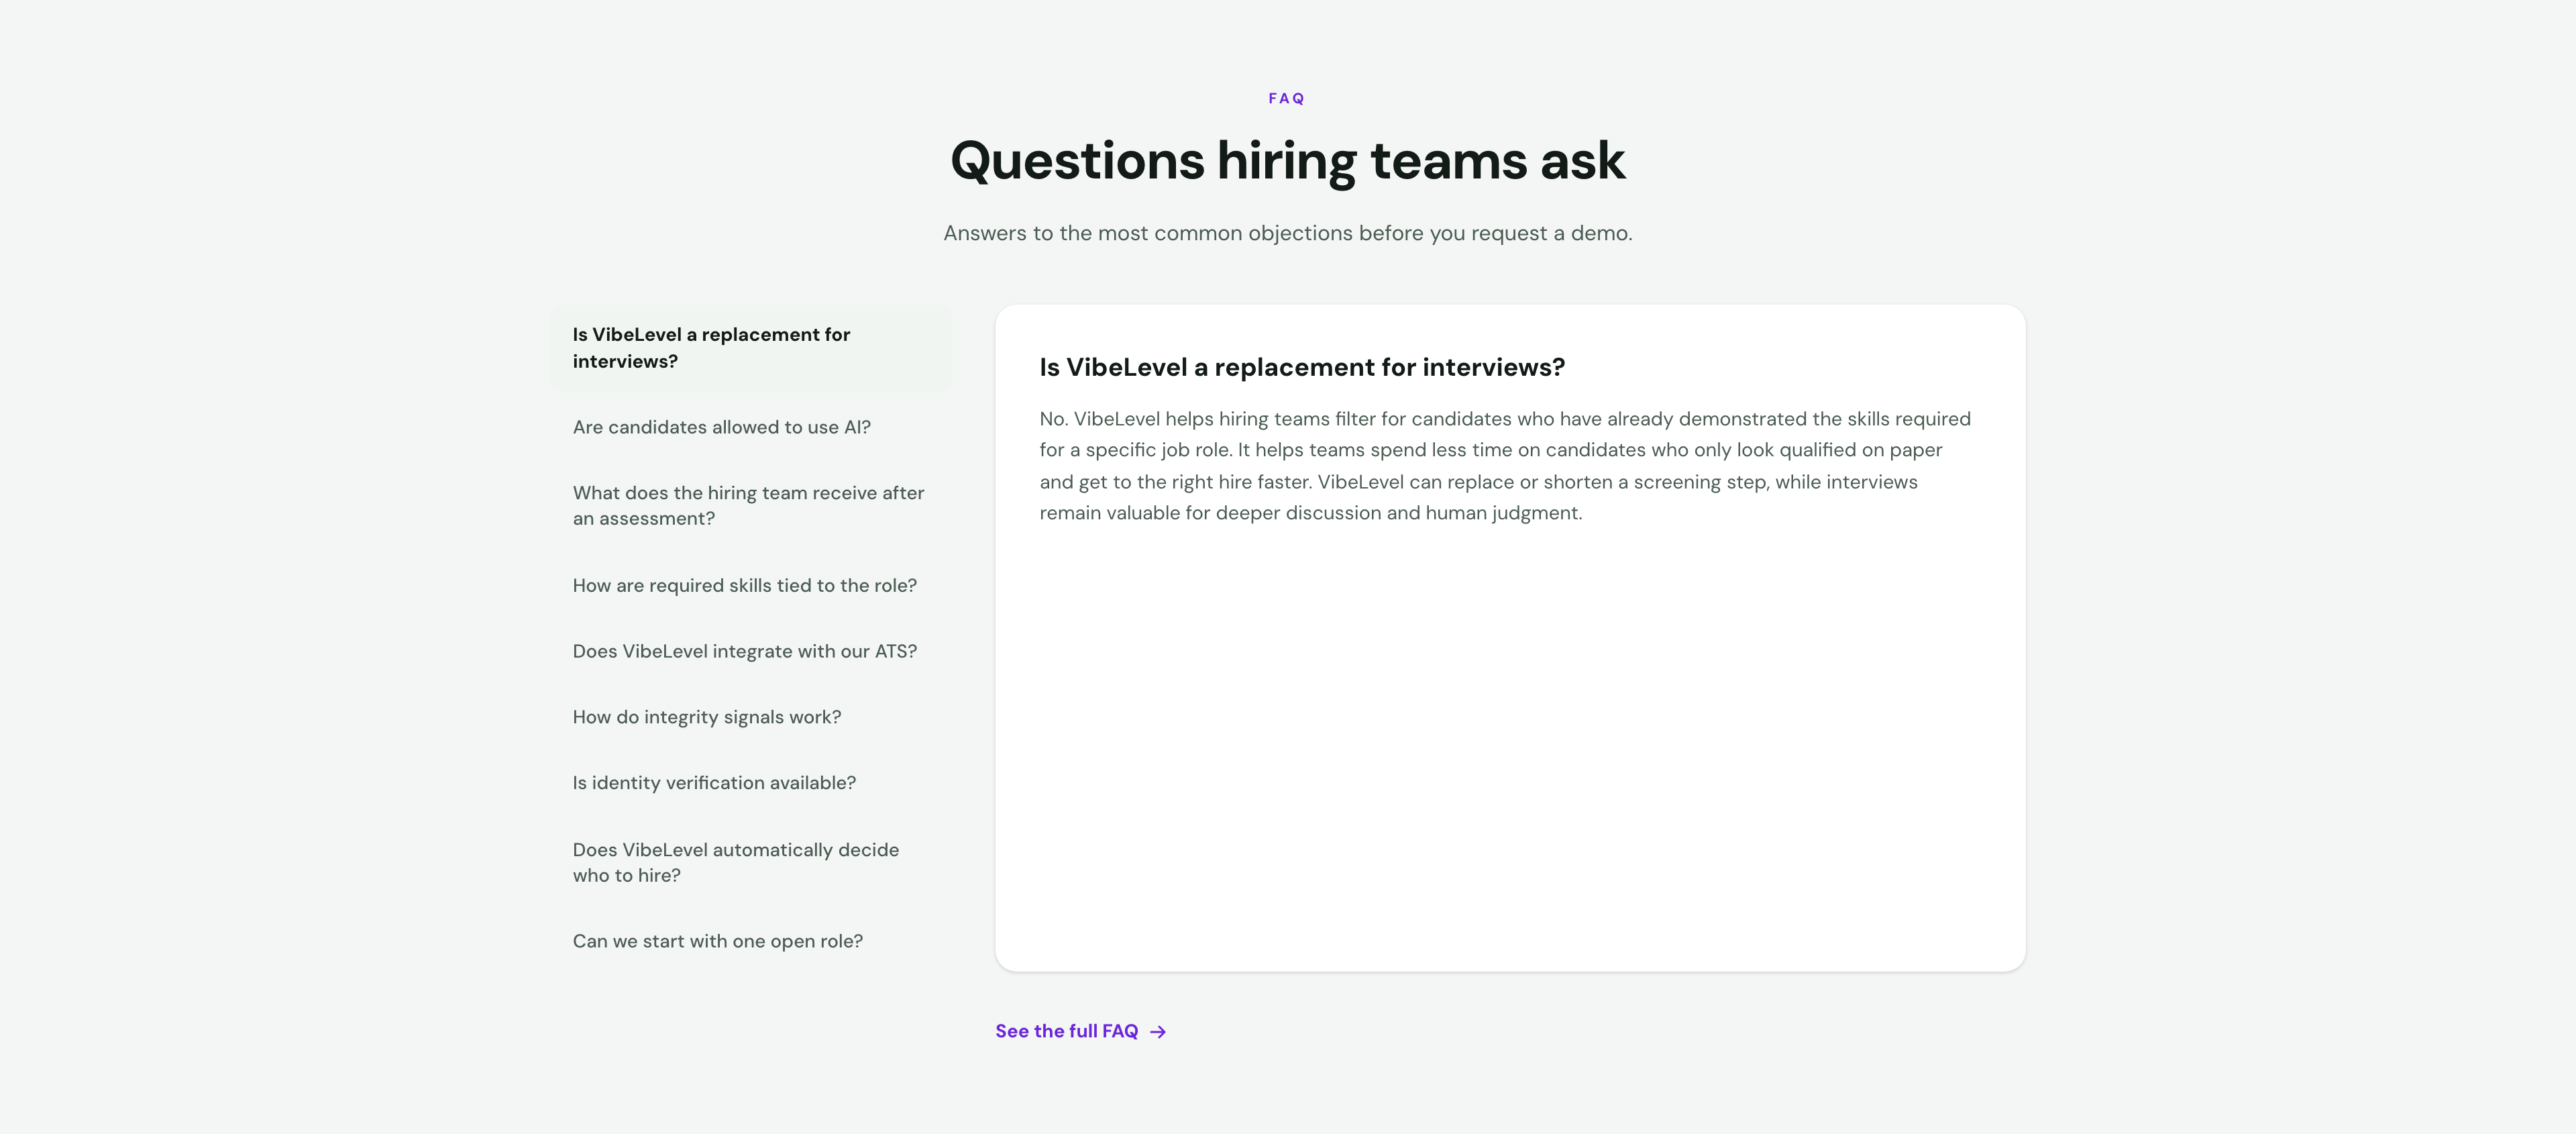 FAQ
Questions hiring teams ask
Answers to the most common objections before you request a demo.
Is VibeLevel a replacement for
interviews?
Are candidates allowed to use AI?
What does the hiring team receive after
an assessment?
How are required skills tied to the role?
Does VibeLevel integrate with our ATS?
How do integrity signals work?
Is identity verification available?
Does VibeLevel automatically decide
who to hire?
Can we start with one open role?
Is VibeLevel a replacement for interviews?
No. VibeLevel helps hiring teams filter for candidates who have already demonstrated the skills required
for a specific job role. It helps teams spend less time on candidates who only look qualified on paper
and get to the right hire faster. VibeLevel can replace or shorten a screening step, while interviews
remain valuable for deeper discussion and human judgment.
See the full FAQ →